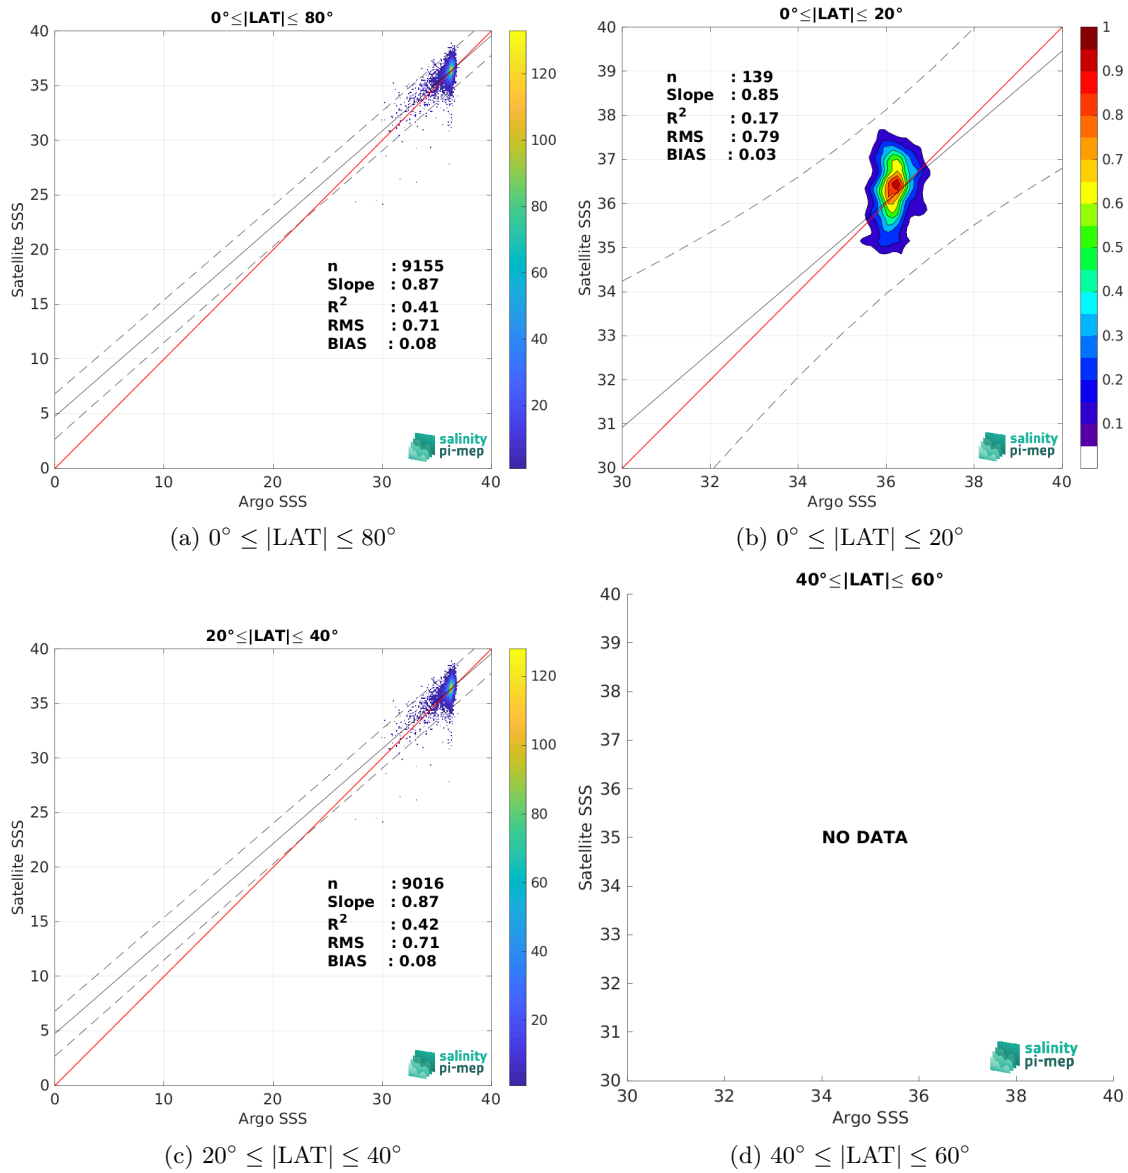 0°≤|LAT|≤ 80°
40
35
30
25
20
15
10
5
0
Satellite SSS
n : 9155
Slope : 0.87
R2 : 0.41
RMS : 0.71
BIAS : 0.08
salinity
pi-mep
0 10 20 30 40
Argo SSS
120
100
80
60
40
20
(a) 0° ≤ |LAT| ≤ 80°
0°≤|LAT|≤ 20°
40
39
38
37
36
35
34
33
32
31
30
Satellite SSS
n : 139
Slope : 0.85
R2 : 0.17
RMS : 0.79
BIAS : 0.03
salinity
pi-mep
30 32 34 36 38 40
Argo SSS
1
0.9
0.8
0.7
0.6
0.5
0.4
0.3
0.2
0.1
(b) 0° ≤ |LAT| ≤ 20°
20°≤|LAT|≤ 40°
40
35
30
25
20
15
10
5
0
Satellite SSS
n : 9016
Slope : 0.87
R2 : 0.42
RMS : 0.71
BIAS : 0.08
salinity
pi-mep
0 10 20 30 40
Argo SSS
120
100
80
60
40
20
(c) 20° ≤ |LAT| ≤ 40°
40°≤|LAT|≤ 60°
40
39
38
37
36
35
34
33
32
31
30
Satellite SSS
NO DATA
salinity
pi-mep
30 32 34 36 38 40
Argo SSS
(d) 40° ≤ |LAT| ≤ 60°